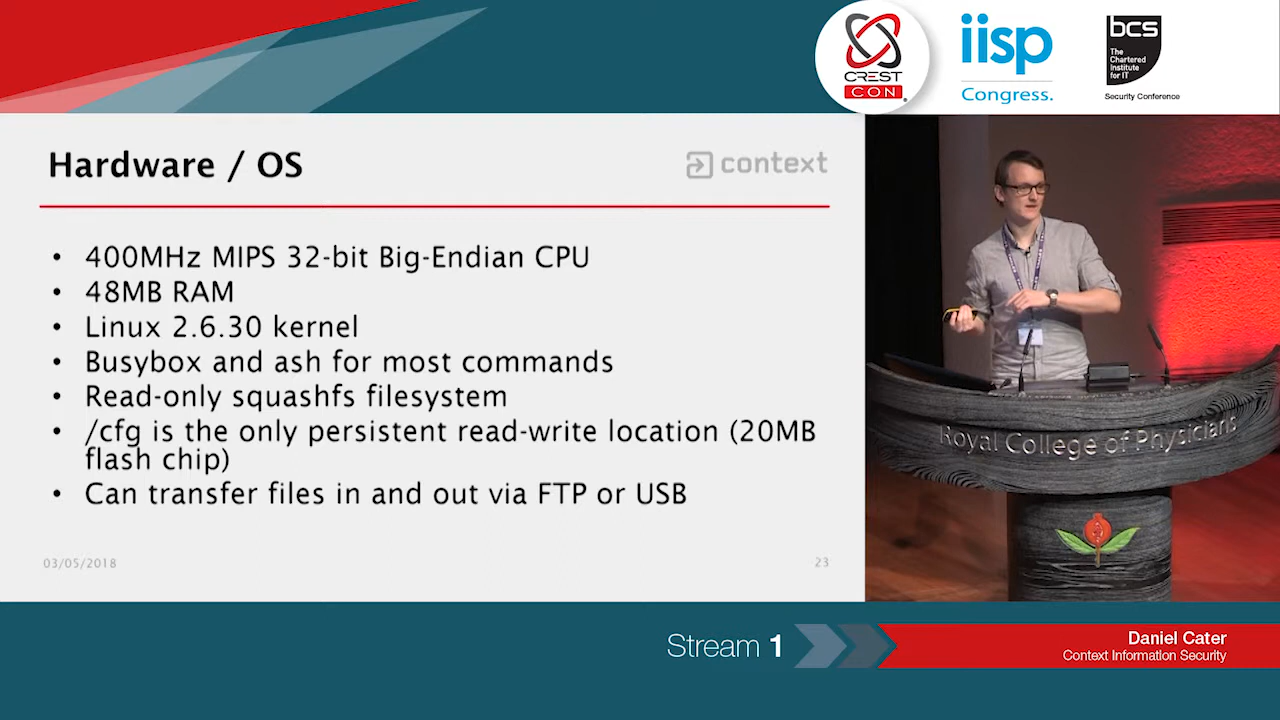 CREST
CON
iisp
Congress.
bcs
The
Chartered
Institute
for IT
Security Conference
Hardware / OS
context
• 400MHz MIPS 32-bit Big-Endian CPU
• 48MB RAM
• Linux 2.6.30 kernel
• Busybox and ash for most commands
• Read-only squashfs filesystem
• /cfg is the only persistent read-write location (20MB
flash chip)
• Can transfer files in and out via FTP or USB
03/05/2018
23
Royal College of Physicians
Stream 1
Daniel Cater
Context Information Security